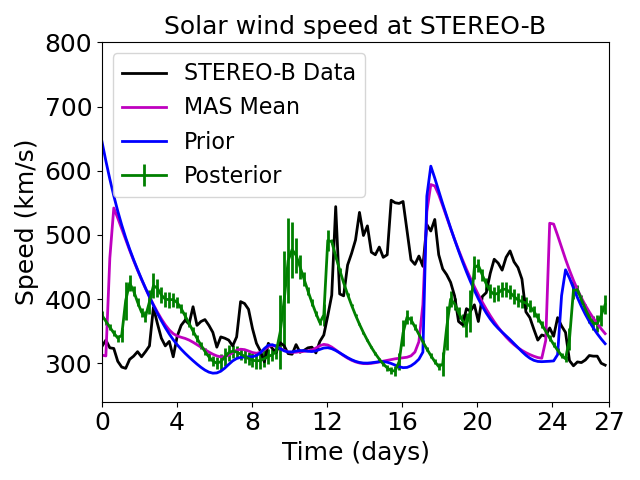 Solar wind speed at STEREO-B
Speed (km/s)
800
700
600
500
400
300
STEREO-B Data
MAS Mean
Prior
Posterior
0 4 8 12 16 20 24 27
Time (days)